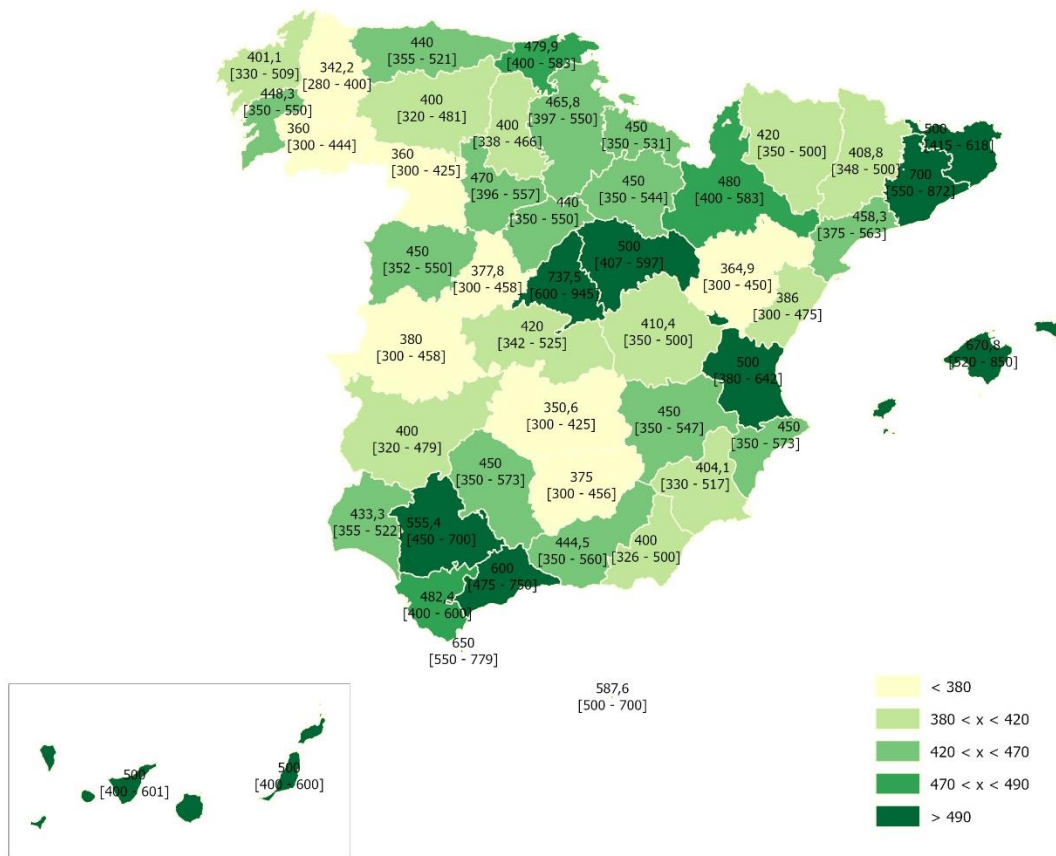 440
[355 - 521]
479,9
[400 - 583]
401,1
[330 - 509]
342,2
[280 - 400]
448,3
[350 - 550]
400
[320 - 481]
400
[338 - 466]
465,8
[397 - 550]
450
[350 - 531]
420
[350 - 500]
408,8
[348 - 500]
500
[415 - 618]
700
[550 - 872]
360
[300 - 444]
360
[300 - 425]
470
[396 - 557]
440
[350 - 550]
450
[350 - 544]
480
[400 - 583]
458,3
[375 - 563]
450
[352 - 550]
377,8
[300 - 458]
737,5
[600 - 945]
500
[407 - 597]
364,9
[300 - 450]
386
[300 - 475]
380
[300 - 458]
420
[342 - 525]
410,4
[350 - 500]
500
[380 - 642]
670,8
[520 - 850]
400
[320 - 479]
350,6
[300 - 425]
450
[350 - 547]
450
[350 - 573]
450
[350 - 573]
375
[300 - 456]
404,1
[330 - 517]
433,3
[355 - 522]
555,4
[450 - 700]
444,5
[350 - 560]
400
[326 - 500]
600
[475 - 750]
482,4
[400 - 600]
650
[550 - 779]
587,6
[500 - 700]
500
[400 - 601]
500
[400 - 600]
< 380
380 < x < 420
420 < x < 470
470 < x < 490
> 490